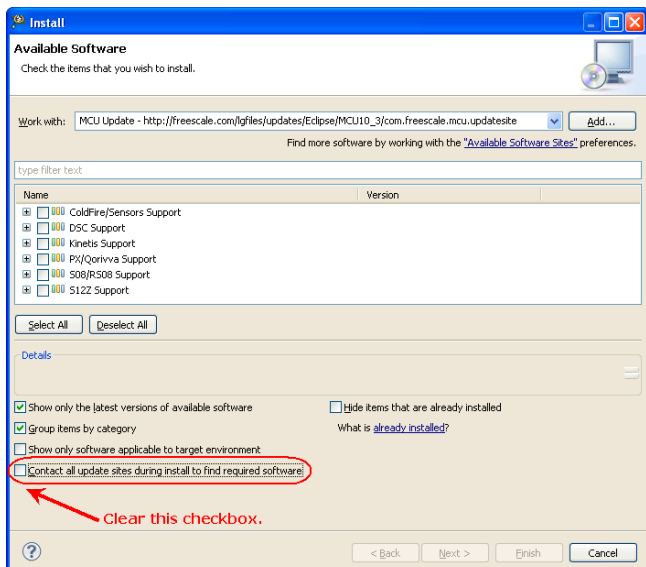 Install
Available Software
Check the items that you wish to install.
Work with: MCU Update - http://freescale.com/lgfiles/updates/Eclipse/MCU10_3/com.freescale.mcu.updatesite Add...
Find more software by working with the "Available Software Sites" preferences.
type filter text
Name Version
ColdFire/Sensors Support
DSC Support
Kinetis Support
PX/Qorivva Support
S08/RS08 Support
S12Z Support
Select All Deselect All
Details
Show only the latest versions of available software Hide items that are already installed
Group items by category What is already installed?
Show only software applicable to target environment
Contact all update sites during install to find required software
Clear this checkbox.
? < Back Next > Finish Cancel